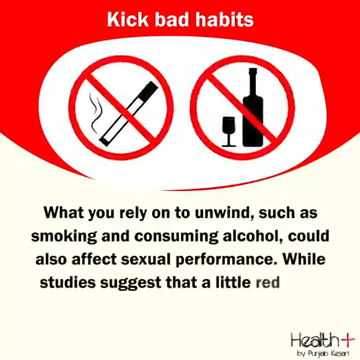 Kick bad habits
What you rely on to unwind, such as
smoking and consuming alcohol, could
also affect sexual performance. While
studies suggest that a little red
Health+
by Punjab Kesari